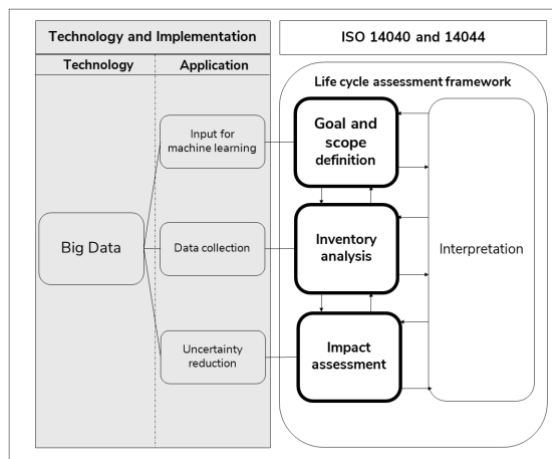 Technology and Implementation
ISO 14040 and 14044
Technology
Application
Life cycle assessment framework
Input for
machine learning
Goal and
scope
definition
Big Data
Data collection
Inventory
analysis
Interpretation
Uncertainty
reduction
Impact
assessment